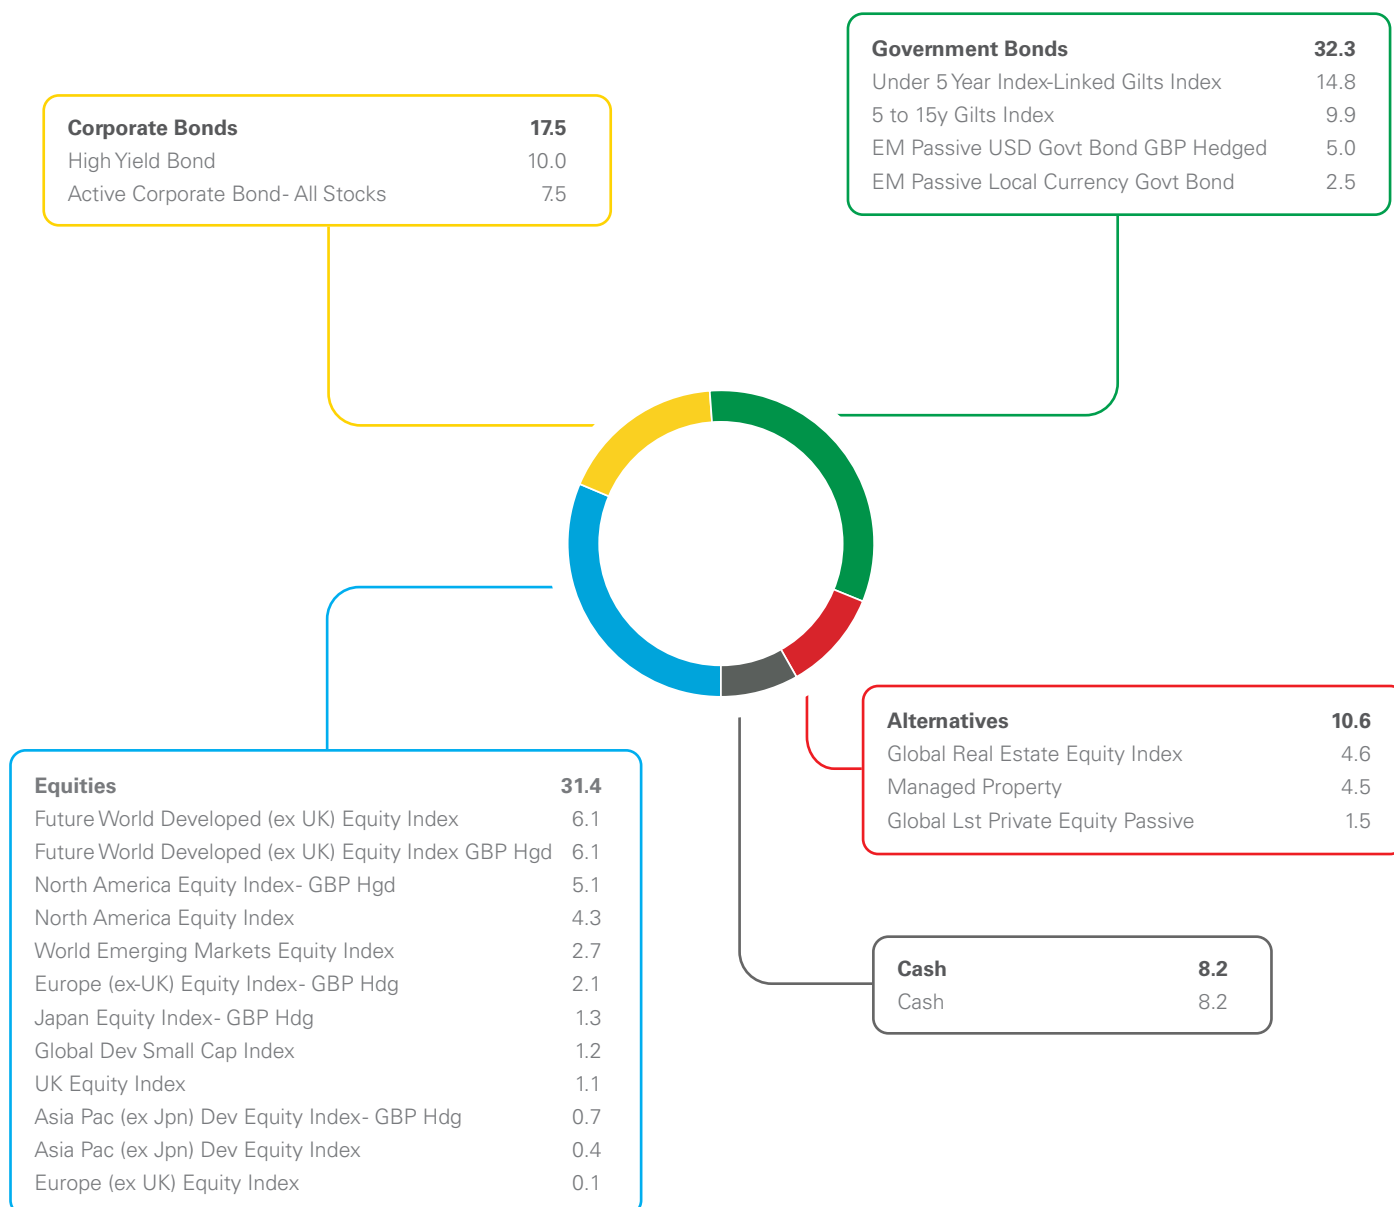 Government Bonds 32.3
Under 5 Year Index-Linked Gilts Index 14.8
5 to 15y Gilts Index 9.9
EM Passive USD Govt Bond GBP Hedged 5.0
EM Passive Local Currency Govt Bond 2.5
Corporate Bonds 17.5
High Yield Bond 10.0
Active Corporate Bond- All Stocks 7.5
Alternatives 10.6
Global Real Estate Equity Index 4.6
Managed Property 4.5
Global Lst Private Equity Passive 1.5
Equities 31.4
Future World Developed (ex UK) Equity Index 6.1
Future World Developed (ex UK) Equity Index GBP Hgd 6.1
North America Equity Index- GBP Hgd 5.1
North America Equity Index 4.3
World Emerging Markets Equity Index 2.7
Europe (ex-UK) Equity Index- GBP Hdg 2.1
Japan Equity Index- GBP Hdg 1.3
Global Dev Small Cap Index 1.2
UK Equity Index 1.1
Asia Pac (ex Jpn) Dev Equity Index- GBP Hdg 0.7
Asia Pac (ex Jpn) Dev Equity Index 0.4
Europe (ex UK) Equity Index 0.1
Cash 8.2
Cash 8.2